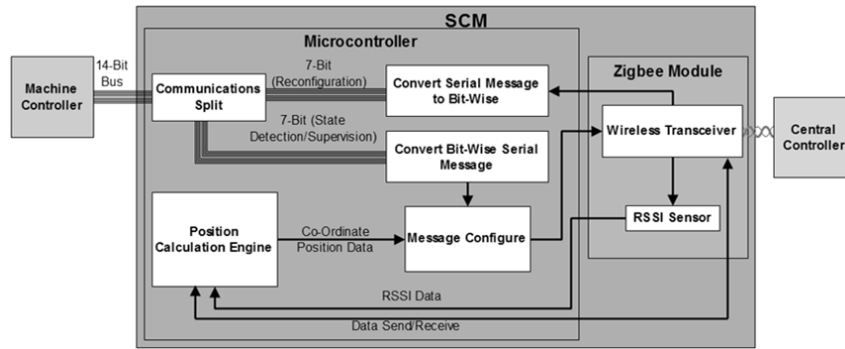 SCM
Microcontroller
14-Bit
Bus
Machine
Controller
Communications
Split
7-Bit
(Reconfiguration)
Convert Serial Message
to Bit-Wise
7-Bit (State
Detection/Supervision)
Convert Bit-Wise Serial
Message
Zigbee Module
Wireless Transceiver
Central
Controller
RSSI Sensor
Position
Calculation Engine
Co-Ordinate
Position Data
Message Configure
RSSI Data
Data Send/Receive